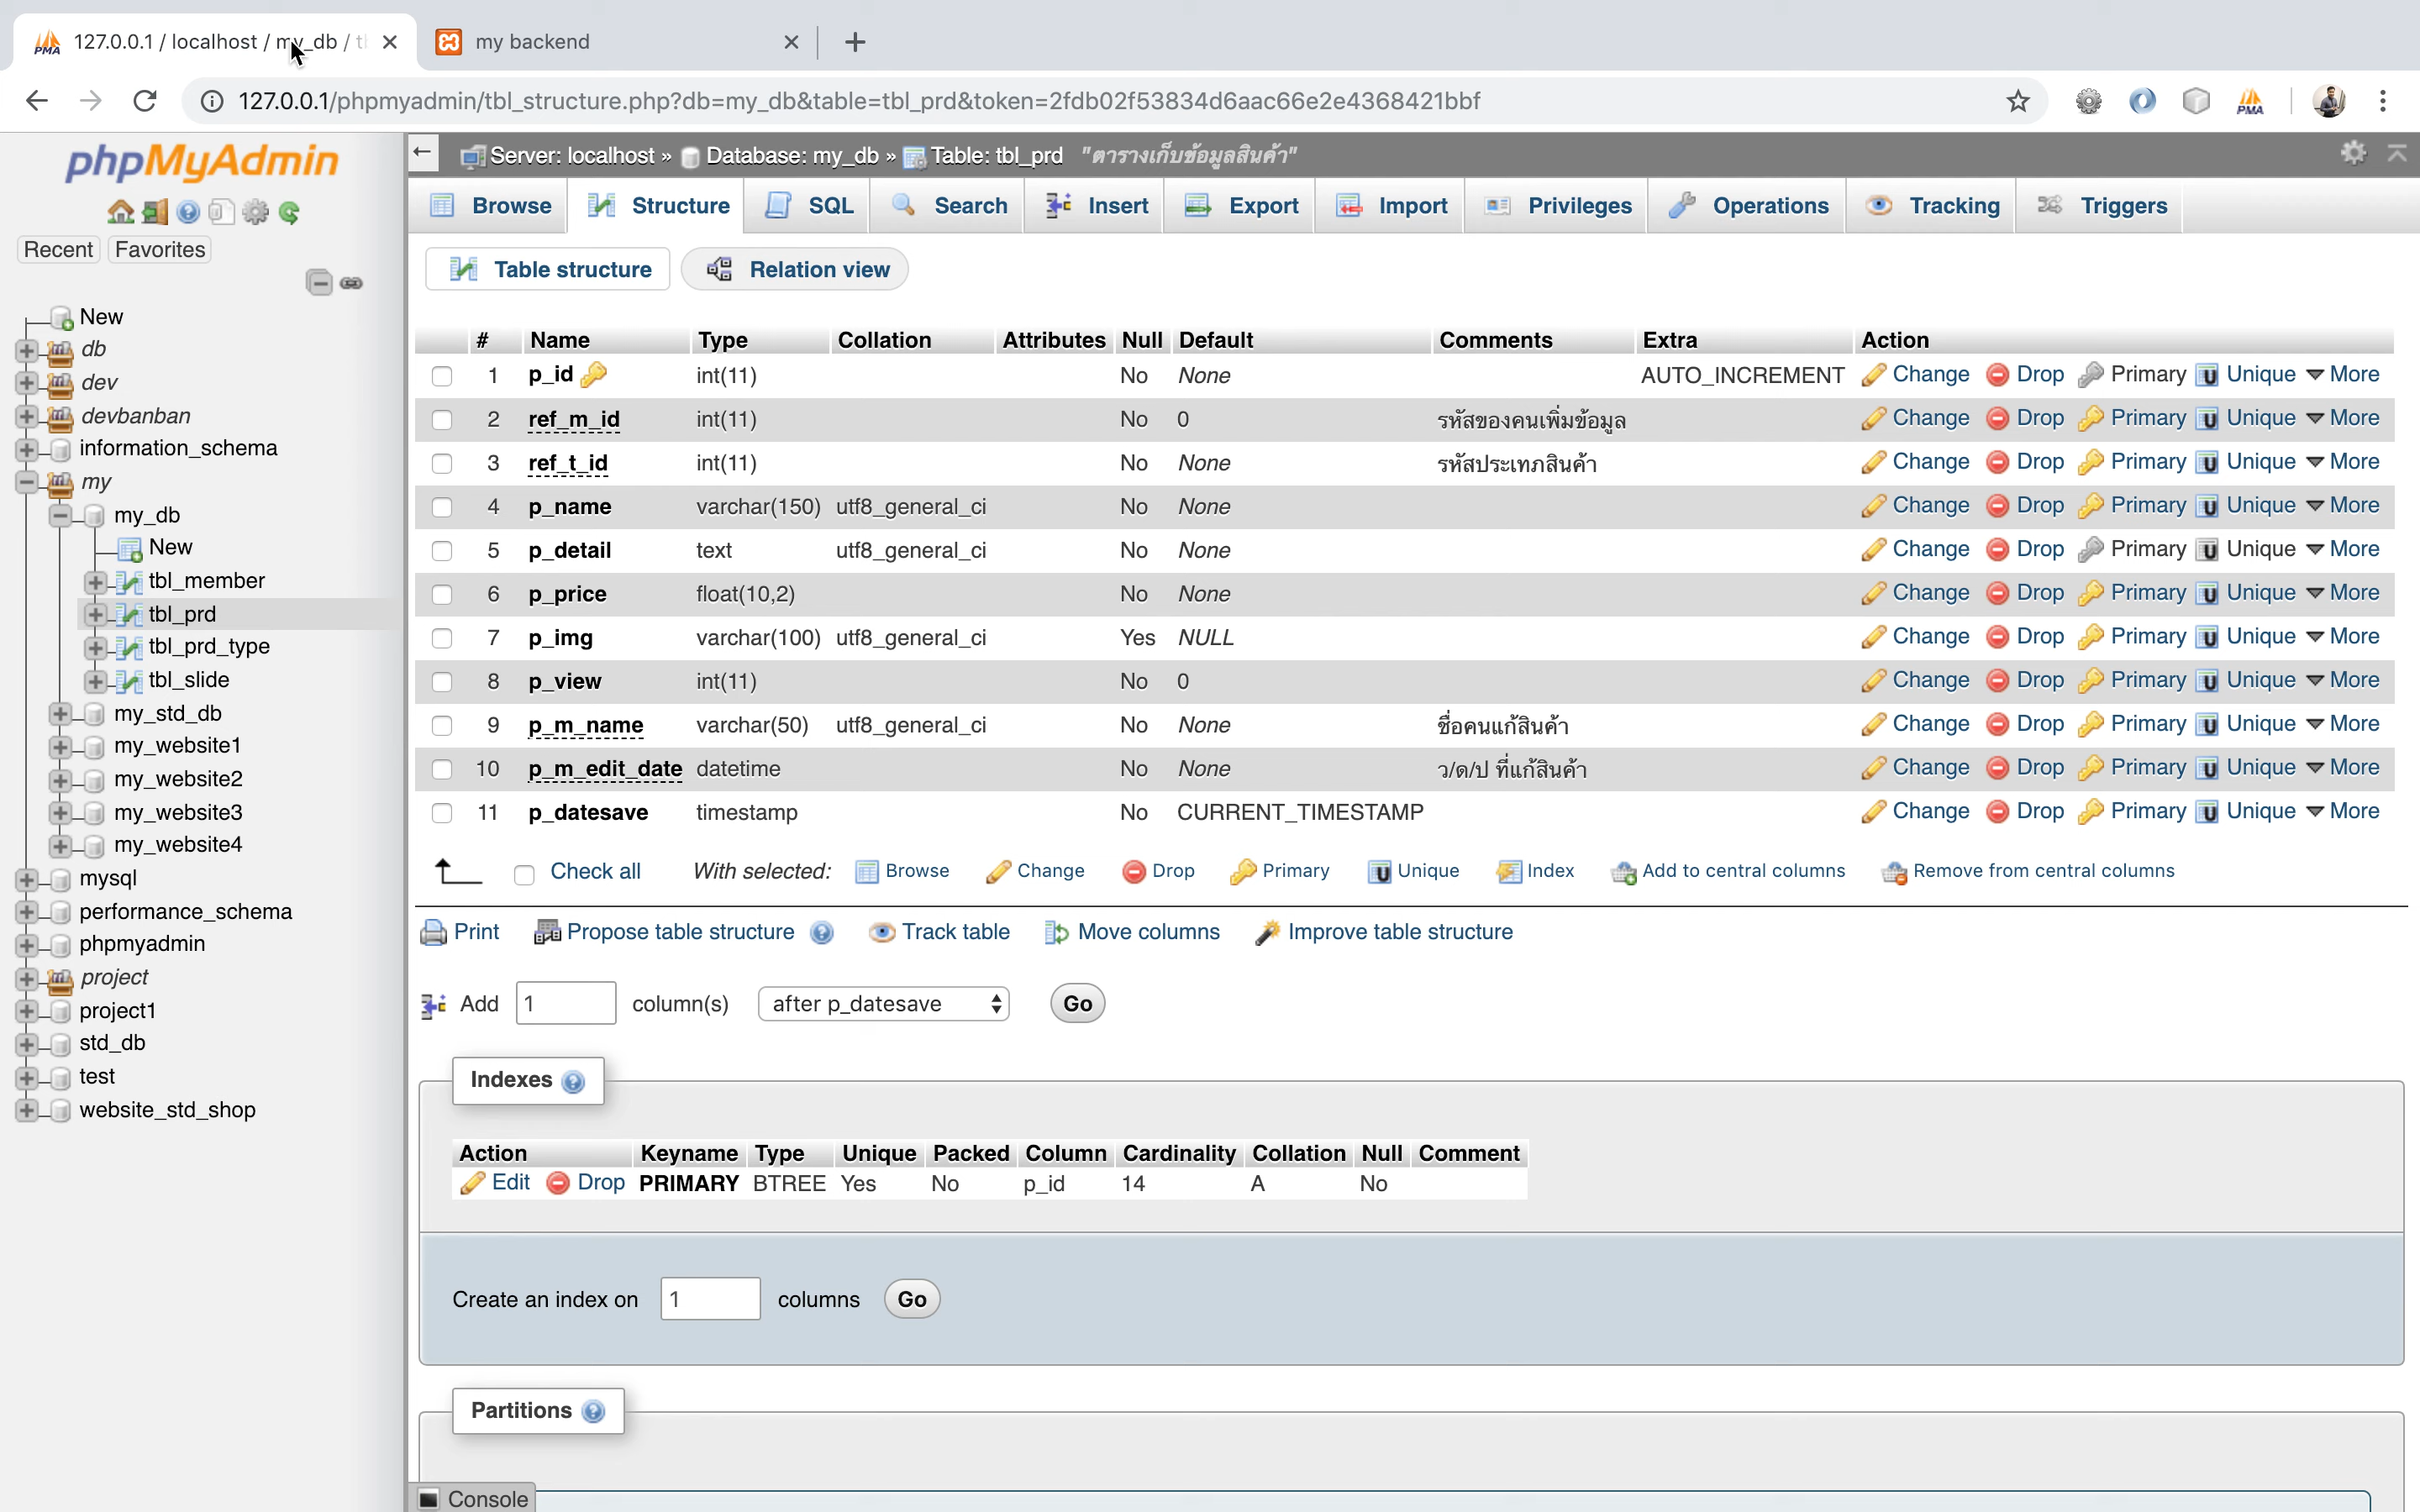 127.0.0.1 / localhost / my_db / t
my backend
127.0.0.1/phpmyadmin/tbl_structure.php?db=my_db&table=tbl_prd&token=2fdb02f53834d6aac66e2e4368421bbf
phpMyAdmin
Recent Favorites
New
db
dev
devbanban
information_schema
my
my_db
New
tbl_member
tbl_prd
tbl_prd_type
tbl_slide
my_std_db
my_website1
my_website2
my_website3
my_website4
mysql
performance_schema
phpmyadmin
project
project1
std_db
test
website_std_shop
Server: localhost » Database: my_db » Table: tbl_prd "ตารางเก็บข้อมูลสินค้า"
Browse Structure SQL Search Insert Export Import Privileges Operations Tracking Triggers
Table structure Relation view
# Name Type Collation Attributes Null Default Comments Extra Action
1 p_id int(11) No None AUTO_INCREMENT Change Drop Primary Unique More
2 ref_m_id int(11) No 0 รหัสของคนเพิ่มข้อมูล Change Drop Primary Unique More
3 ref_t_id int(11) No None รหัสประเทภสินค้า Change Drop Primary Unique More
4 p_name varchar(150) utf8_general_ci No None Change Drop Primary Unique More
5 p_detail text utf8_general_ci No None Change Drop Primary Unique More
6 p_price float(10,2) No None Change Drop Primary Unique More
7 p_img varchar(100) utf8_general_ci Yes NULL Change Drop Primary Unique More
8 p_view int(11) No 0 Change Drop Primary Unique More
9 p_m_name varchar(50) utf8_general_ci No None ชื่อคนแก้สินค้า Change Drop Primary Unique More
10 p_m_edit_date datetime No None ว/ด/ป ที่แก้สินค้า Change Drop Primary Unique More
11 p_datesave timestamp No CURRENT_TIMESTAMP Change Drop Primary Unique More
Check all With selected: Browse Change Drop Primary Unique Index Add to central columns Remove from central columns
Print Propose table structure Track table Move columns Improve table structure
Add 1 column(s) after p_datesave Go
Indexes
Action Keyname Type Unique Packed Column Cardinality Collation Null Comment
Edit Drop PRIMARY BTREE Yes No p_id 14 A No
Create an index on 1 columns Go
Partitions
Console